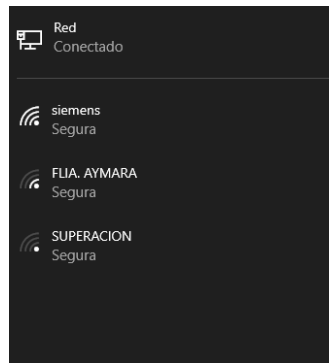 Red
Conectado
siemens
Segura
FLIA. AYMARA
Segura
SUPERACION
Segura